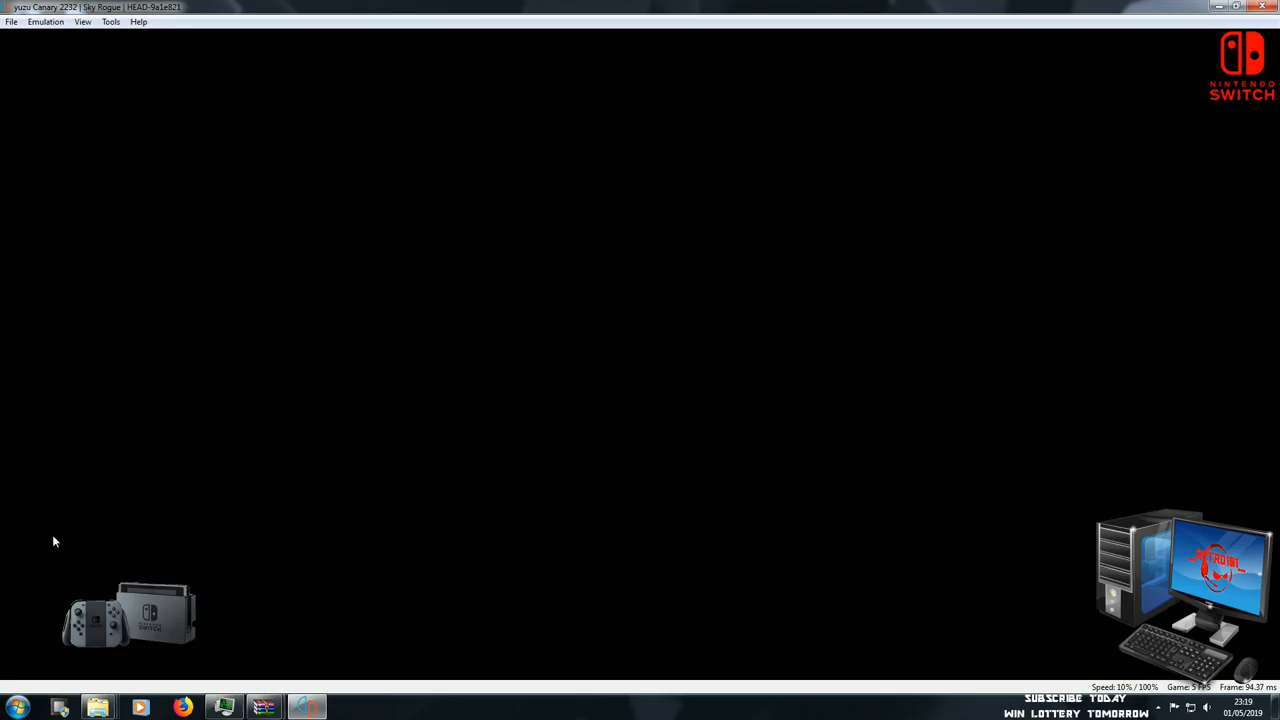 yuzu Canary 2232 | Sky Rogue | HEAD-9a1e821
File Emulation View Tools Help
NINTENDO
SWITCH
RETRO101
Speed: 10% / 100% Game: 5 FPS Frame: 94.37 ms
SUBSCRIBE TODAY
WIN LOTTERY TOMORROW
23:19
01/05/2019